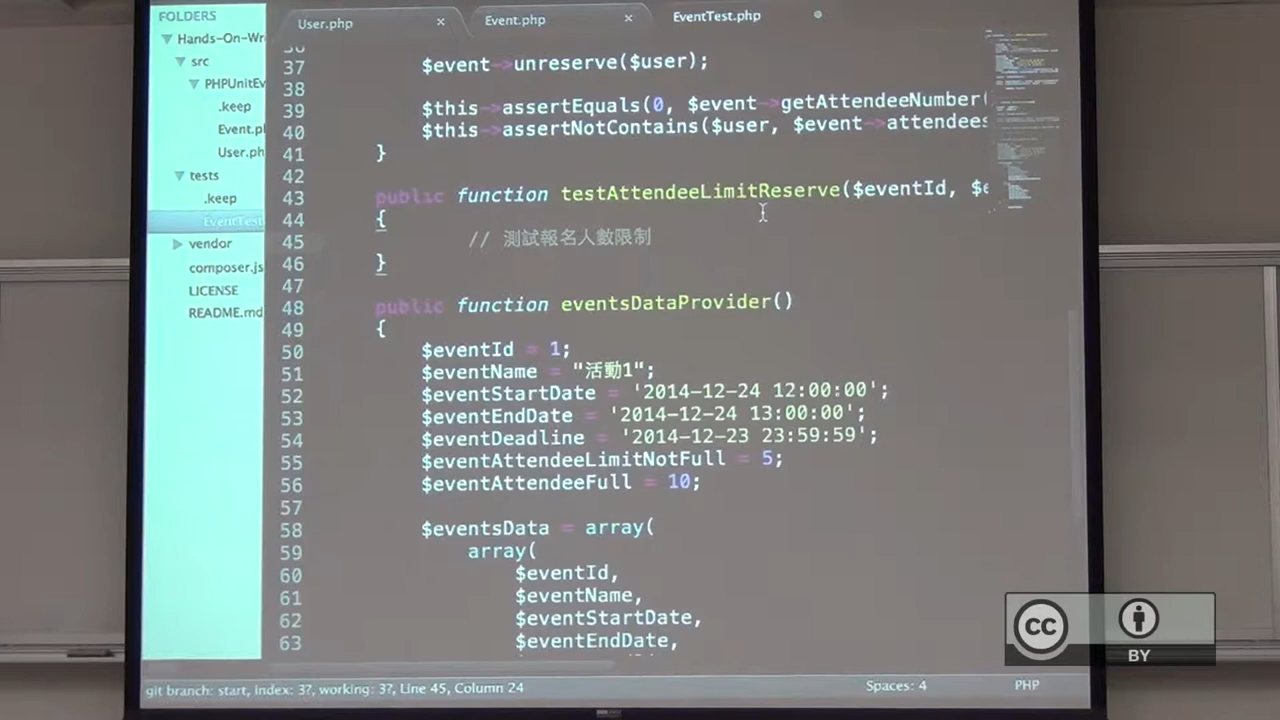 FOLDERS
Hands-On-Wr
src
PHPUnitEv
.keep
Event.ph
User.ph
tests
.keep
EventTest
vendor
composer.js
LICENSE
README.md
User.php ×
Event.php ×
EventTest.php
36
37 $event->unreserve($user);
38
39 $this->assertEquals(0, $event->getAttendeeNumber(
40 $this->assertNotContains($user, $event->attendees
41 }
42
43 public function testAttendeeLimitReserve($eventId, $e
44 {
45 // 測試報名人數限制
46 }
47
48 public function eventsDataProvider()
49 {
50 $eventId = 1;
51 $eventName = "活動1";
52 $eventStartDate = '2014-12-24 12:00:00';
53 $eventEndDate = '2014-12-24 13:00:00';
54 $eventDeadline = '2014-12-23 23:59:59';
55 $eventAttendeeLimitNotFull = 5;
56 $eventAttendeeFull = 10;
57
58 $eventsData = array(
59 array(
60 $eventId,
61 $eventName,
62 $eventStartDate,
63 $eventEndDate,
git branch: start, index: 37, working: 37, Line 45, Column 24
Spaces: 4
PHP
CC
BY